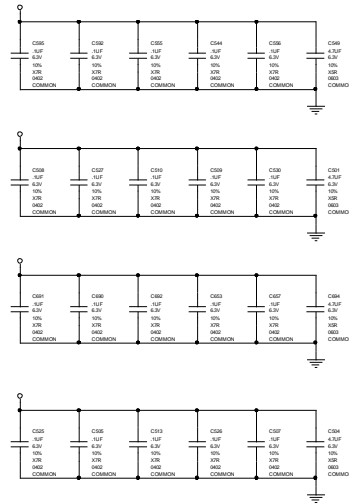 C595 C592 C555 C544 C556 C549
.1UF .1UF .1UF .1UF .1UF 4.7UF
6.3V 6.3V 6.3V 6.3V 6.3V 6.3V
10% 10% 10% 10% 10% 10%
X7R X7R X7R X7R X7R X5R
0402 0402 0402 0402 0402 0603
COMMON COMMON COMMON COMMON COMMON COMMO
C508 C527 C510 C509 C530 C501
.1UF .1UF .1UF .1UF .1UF 4.7UF
6.3V 6.3V 6.3V 6.3V 6.3V 6.3V
10% 10% 10% 10% 10% 10%
X7R X7R X7R X7R X7R X5R
0402 0402 0402 0402 0402 0603
COMMON COMMON COMMON COMMON COMMON COMMO
C691 C690 C692 C653 C657 C694
.1UF .1UF .1UF .1UF .1UF 4.7UF
6.3V 6.3V 6.3V 6.3V 6.3V 6.3V
10% 10% 10% 10% 10% 10%
X7R X7R X7R X7R X7R X5R
0402 0402 0402 0402 0402 0603
COMMON COMMON COMMON COMMON COMMON COMMO
C525 C505 C513 C526 C507 C504
.1UF .1UF .1UF .1UF .1UF 4.7UF
6.3V 6.3V 6.3V 6.3V 6.3V 6.3V
10% 10% 10% 10% 10% 10%
X7R X7R X7R X7R X7R X5R
0402 0402 0402 0402 0402 0603
COMMON COMMON COMMON COMMON COMMON COMMO